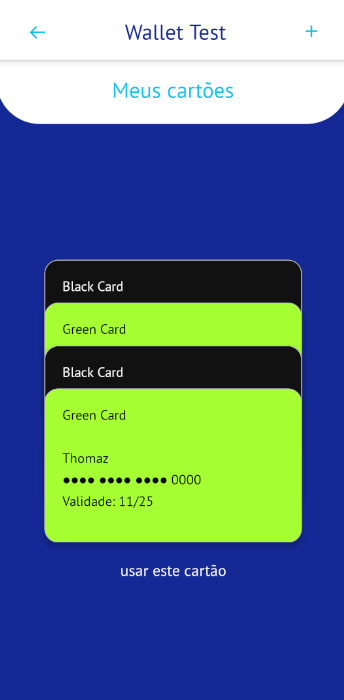 Wallet Test
Meus cartões
Black Card
Green Card
Black Card
Green Card
Thomaz
●●●● ●●●● ●●●● 0000
Validade: 11/25
usar este cartão